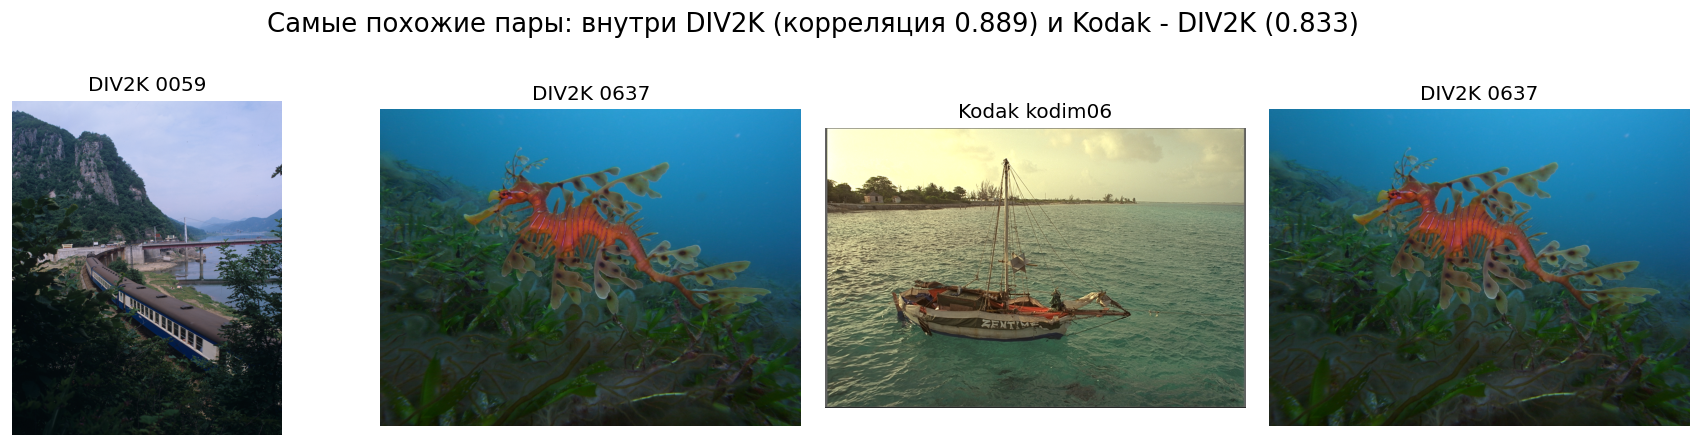 Самые похожие пары: внутри DIV2K (корреляция 0.889) и Kodak - DIV2K (0.833)
DIV2K 0059
DIV2K 0637
Kodak kodim06
DIV2K 0637
ZENTIME